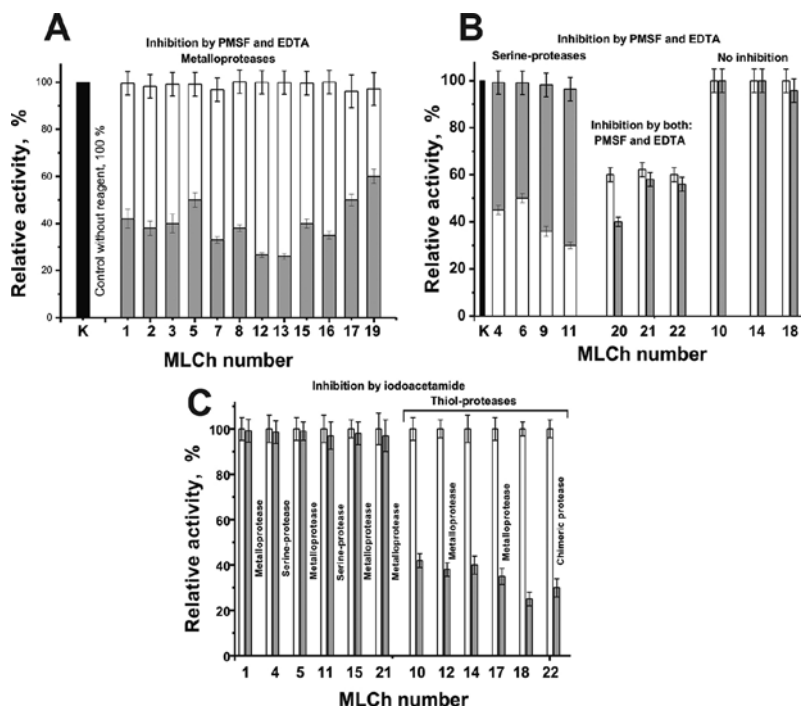 A
Inhibition by PMSF and EDTA
Metalloproteases
Relative activity, %
100
80
60
40
20
0
Control without reagent, 100 %
K 1 2 3 5 7 8 12 13 15 16 17 19
MLCh number
B
Inhibition by PMSF and EDTA
Serine-proteases
No inhibition
Inhibition by both:
PMSF and EDTA
Relative activity, %
100
80
60
40
20
0
K 4 6 9 11 20 21 22 10 14 18
MLCh number
C
Inhibition by iodoacetamide
Thiol-proteases
Relative activity, %
100
80
60
40
20
0
Metalloprotease
Serine-protease
Metalloprotease
Serine-protease
Metalloprotease
Metalloprotease
Metalloprotease
Metalloprotease
Chimeric protease
1 4 5 11 15 21 10 12 14 17 18 22
MLCh number